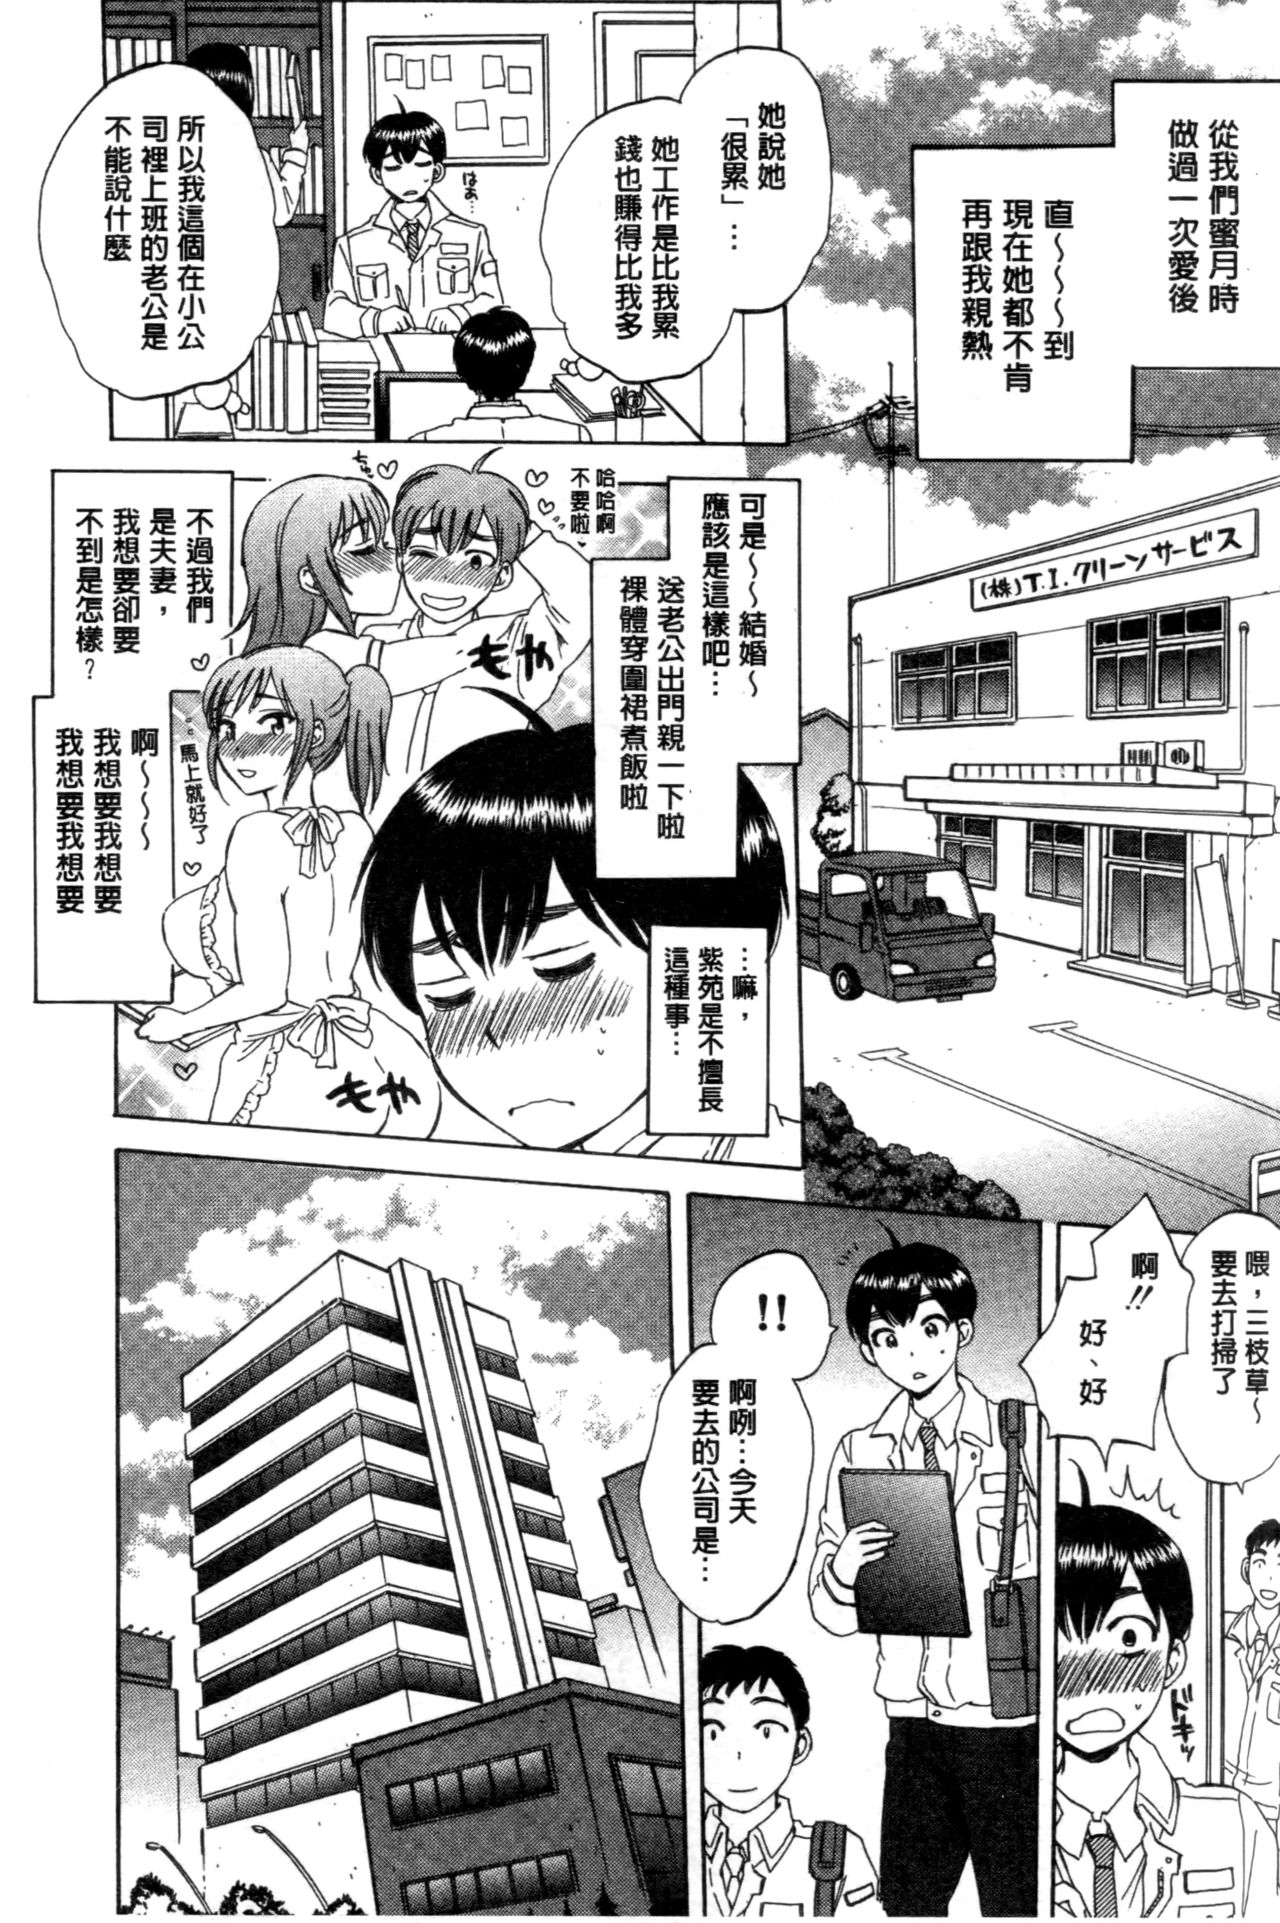 從我們蜜月時
做過一次愛後
直～～～到
現在她都不肯
再跟我親熱
(株)T.I.クリーンサービス
她說她
「很累」…
她工作是比我累
錢也賺得比我多
はぁ…
所以我這個在小公
司裡上班的老公是
不能說什麼
可是～結婚～
應該是這樣吧…
送老公出門親一下啦
裸體穿圍裙煮飯啦
哈哈啊
不要啦
ちゅ
もや
不過我們
是夫妻，
我想要卻要
不到是怎樣？
馬上就好了
啊～～～
我想要我想要
我想要我想要
もや
…嘛，
紫苑是不擅長
這種事…
喂，三枝草～
要去打掃了
啊!!
好、好
ドキッ
!!
啊咧…今天
要去的公司是…